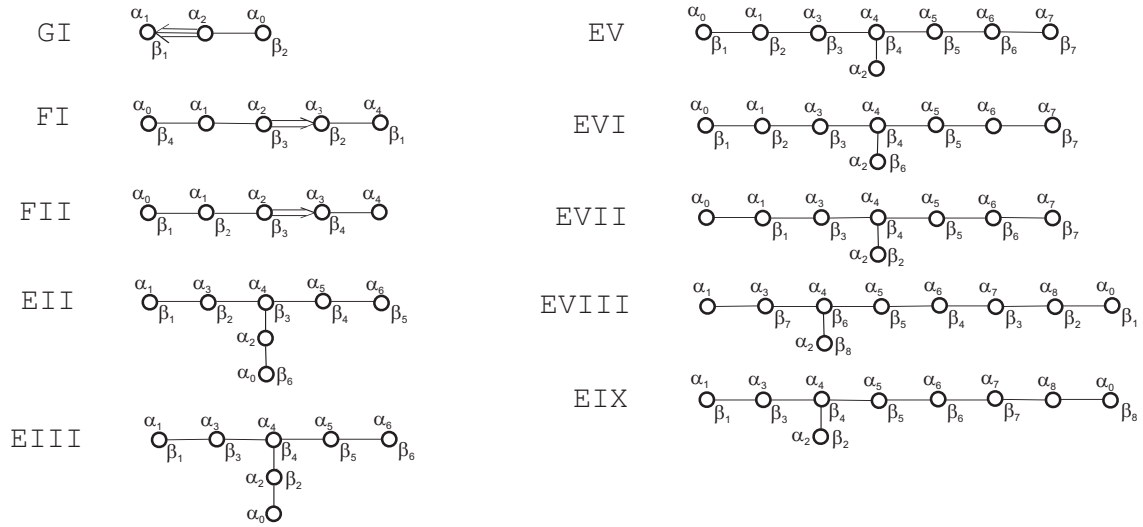 GI
α₁ α₂ α₀
β₁ β₂
FI
α₀ α₁ α₂ α₃ α₄
β₄ β₃ β₂ β₁
FII
α₀ α₁ α₂ α₃ α₄
β₁ β₂ β₃ β₄
EII
α₁ α₃ α₄ α₅ α₆
β₁ β₂ β₃ β₄ β₅
α₂
α₀ β₆
EIII
α₁ α₃ α₄ α₅ α₆
β₁ β₃ β₄ β₅ β₆
α₂ β₂
α₀
EV
α₀ α₁ α₃ α₄ α₅ α₆ α₇
β₁ β₂ β₃ β₄ β₅ β₆ β₇
α₂
EVI
α₀ α₁ α₃ α₄ α₅ α₆ α₇
β₁ β₂ β₃ β₄ β₅ β₇
α₂ β₆
EVII
α₀ α₁ α₃ α₄ α₅ α₆ α₇
β₁ β₃ β₄ β₅ β₆ β₇
α₂ β₂
EVIII
α₁ α₃ α₄ α₅ α₆ α₇ α₈ α₀
β₇ β₆ β₅ β₄ β₃ β₂ β₁
α₂ β₈
EIX
α₁ α₃ α₄ α₅ α₆ α₇ α₈ α₀
β₁ β₃ β₄ β₅ β₆ β₇ β₈
α₂ β₂